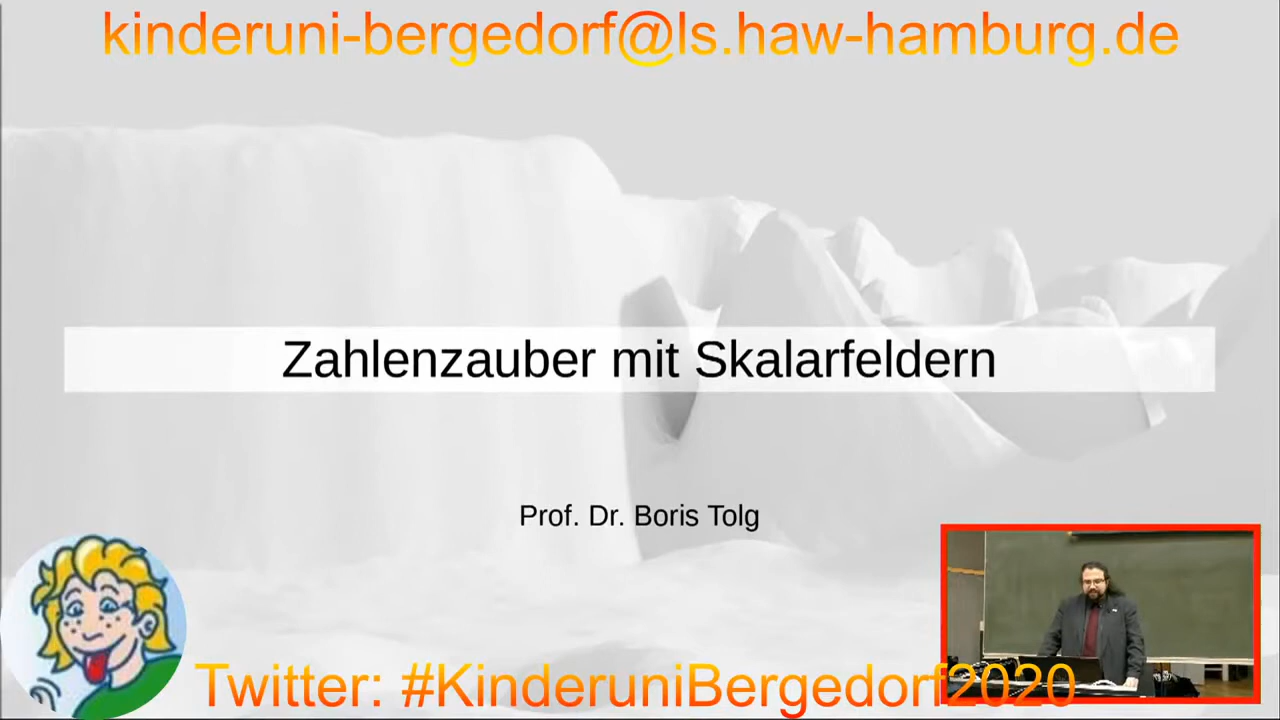 kinderuni-bergedorf@ls.haw-hamburg.de
Zahlenzauber mit Skalarfeldern
Prof. Dr. Boris Tolg
Twitter: #KinderuniBergedorf2020